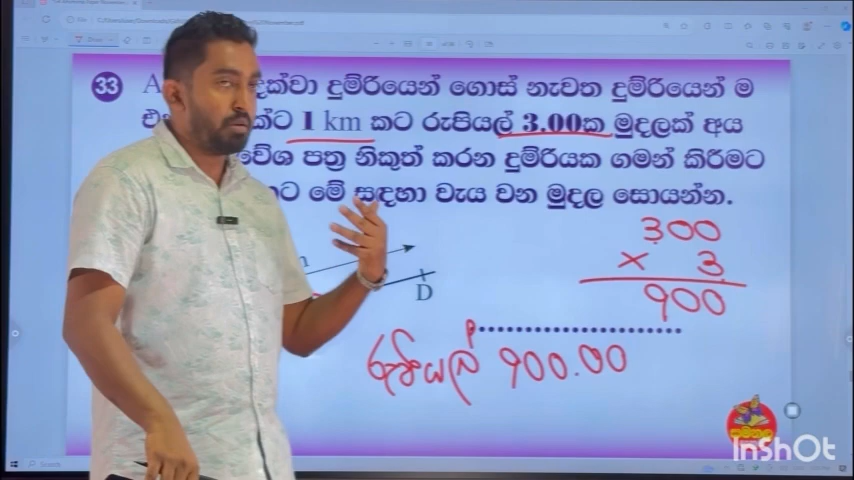 33 A දක්වා දුම්රියෙන් ගොස් නැවත දුම්රියෙන් ම
1 km කට රුපියල් 3.00ක මුදලක් අය
පත්‍ර නිකුත් කරන දුම්රියක ගමන් කිරීමට
මේ සඳහා වැය වන මුදල සොයන්න.
300
× 3
900
D
රුපියල් 900.00
InShOt